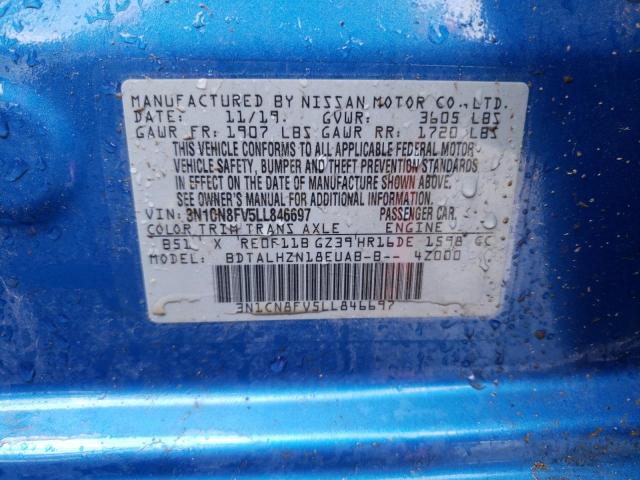 MANUFACTURED BY NISSAN MOTOR CO., LTD.
DATE: 11/19. GVWR: 3605 LBS
GAWR FR: 1907 LBS GAWR RR: 1720 LBS
THIS VEHICLE CONFORMS TO ALL APPLICABLE FEDERAL MOTOR
VEHICLE SAFETY, BUMPER AND THEFT PREVENTION STANDARDS
IN EFFECT ON THE DATE OF MANUFACTURE SHOWN ABOVE.
SEE OWNER'S MANUAL FOR ADDITIONAL INFORMATION.
VIN: 3N1CN8FV5LL846697 PASSENGER CAR
COLOR TRIM TRANS AXLE ENGINE
B51 X RE0F11B GZ39 HR16DE 1598 CC
MODEL: BDTALHZN18EUAB-B-- 4Z000
3N1CN8FV5LL846697